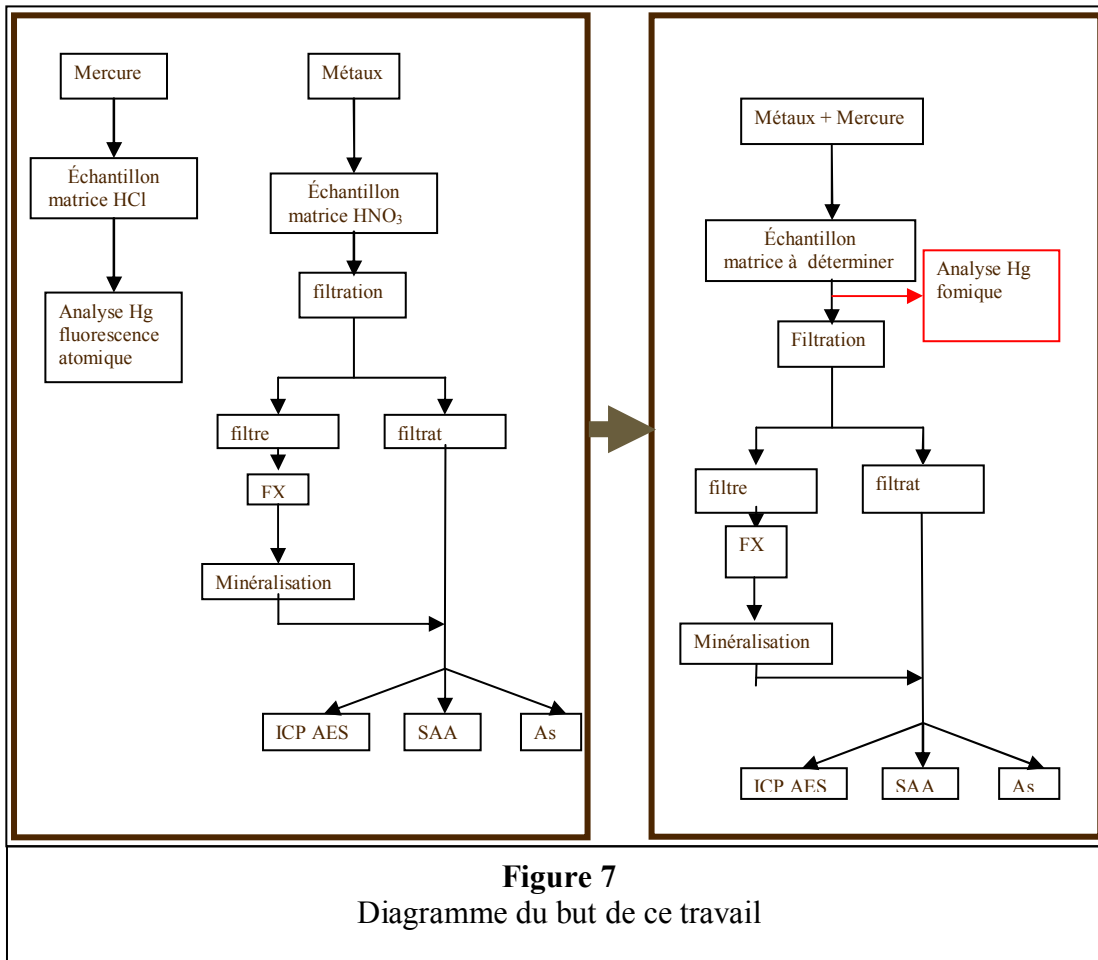 Mercure
Échantillon
matrice HCl
Analyse Hg
fluorescence
atomique
Métaux
Échantillon
matrice HNO₃
filtration
filtre
filtrat
FX
Minéralisation
ICP AES
SAA
As
Métaux + Mercure
Échantillon
matrice à déterminer
Analyse Hg
fomique
Filtration
filtre
filtrat
FX
Minéralisation
ICP AES
SAA
As
Figure 7
Diagramme du but de ce travail